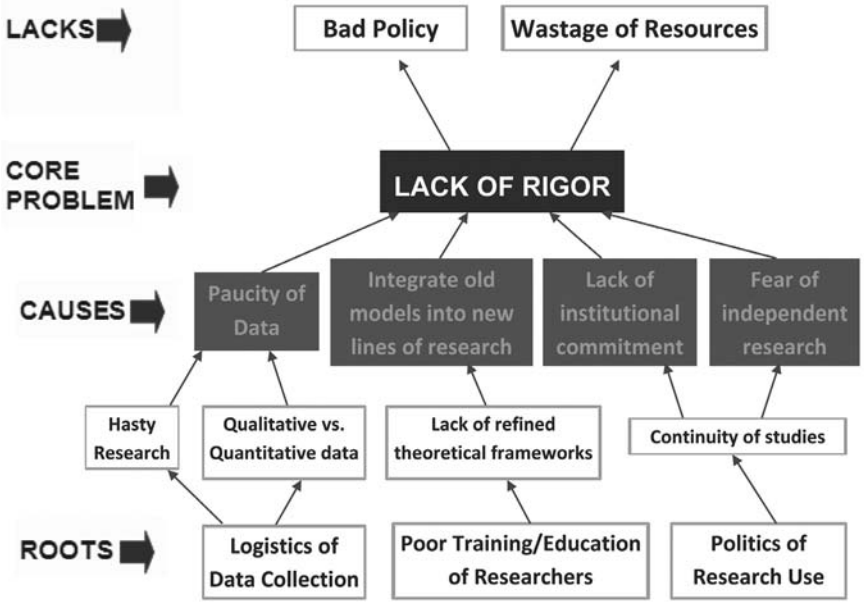 LACKS
Bad Policy
Wastage of Resources
CORE
PROBLEM
LACK OF RIGOR
CAUSES
Paucity of
Data
Integrate old
models into new
lines of research
Lack of
institutional
commitment
Fear of
independent
research
Hasty
Research
Qualitative vs.
Quantitative data
Lack of refined
theoretical frameworks
Continuity of studies
ROOTS
Logistics of
Data Collection
Poor Training/Education
of Researchers
Politics of
Research Use